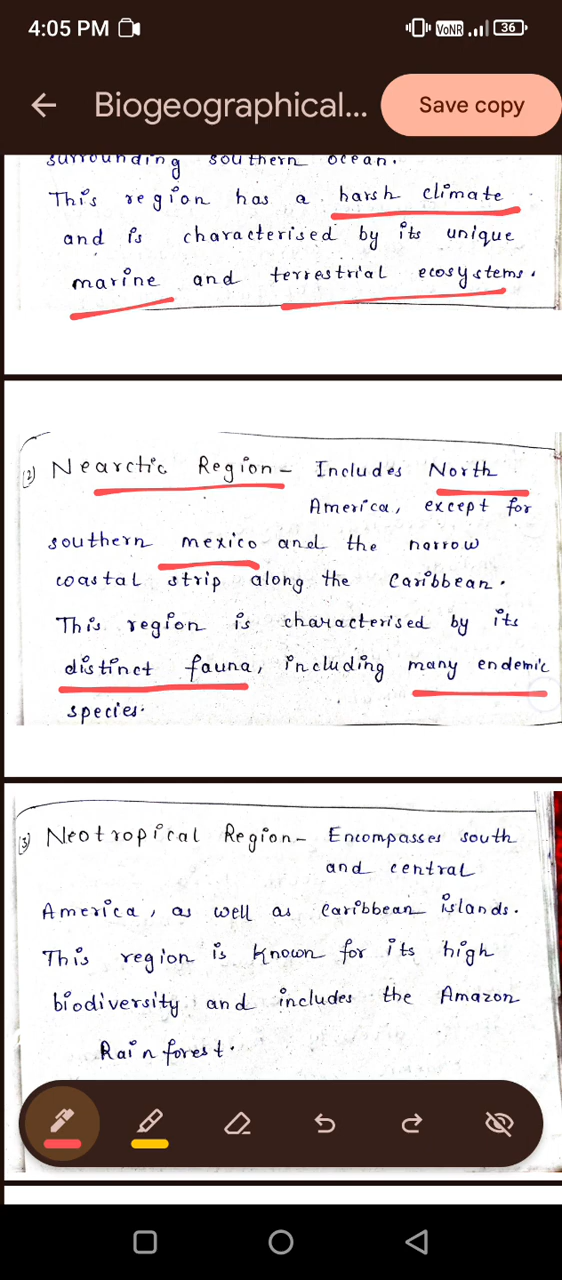 4:05 PM
VoNR 36
Biogeographical...
Save copy
surrounding southern ocean.
This region has a harsh climate
and is characterised by its unique
marine and terrestrial ecosystems.
(2) Nearctic Region- Includes North
America, except for
southern mexico and the narrow
coastal strip along the Caribbean.
This region is characterised by its
distinct fauna, including many endemic
species.
3) Neotropical Region- Encompasses south
and central
America, as well as Caribbean islands.
This region is known for its high
biodiversity and includes the Amazon
Rain forest.